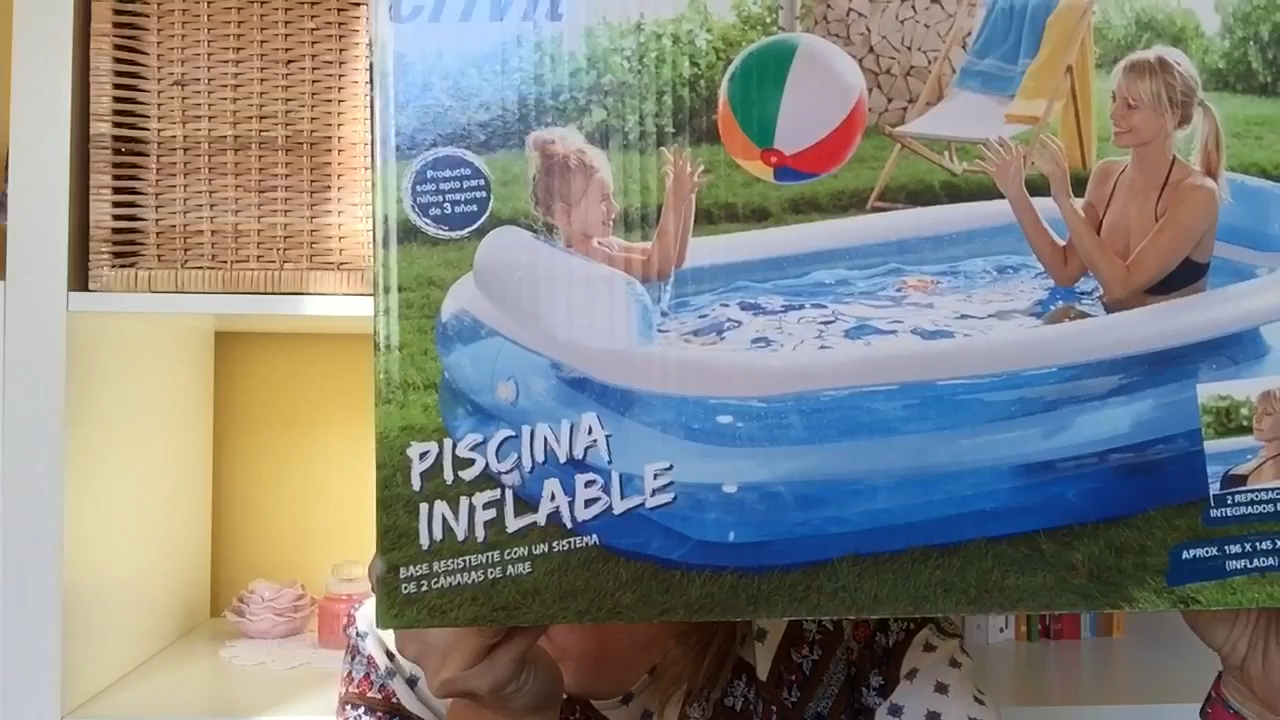 crivit
Producto
solo apto para
niños mayores
de 3 años
PISCINA
INFLABLE
BASE RESISTENTE CON UN SISTEMA
DE 2 CÁMARAS DE AIRE
2
INTEGRADOS
APROX. 196 X 145 X
(INFLADA)